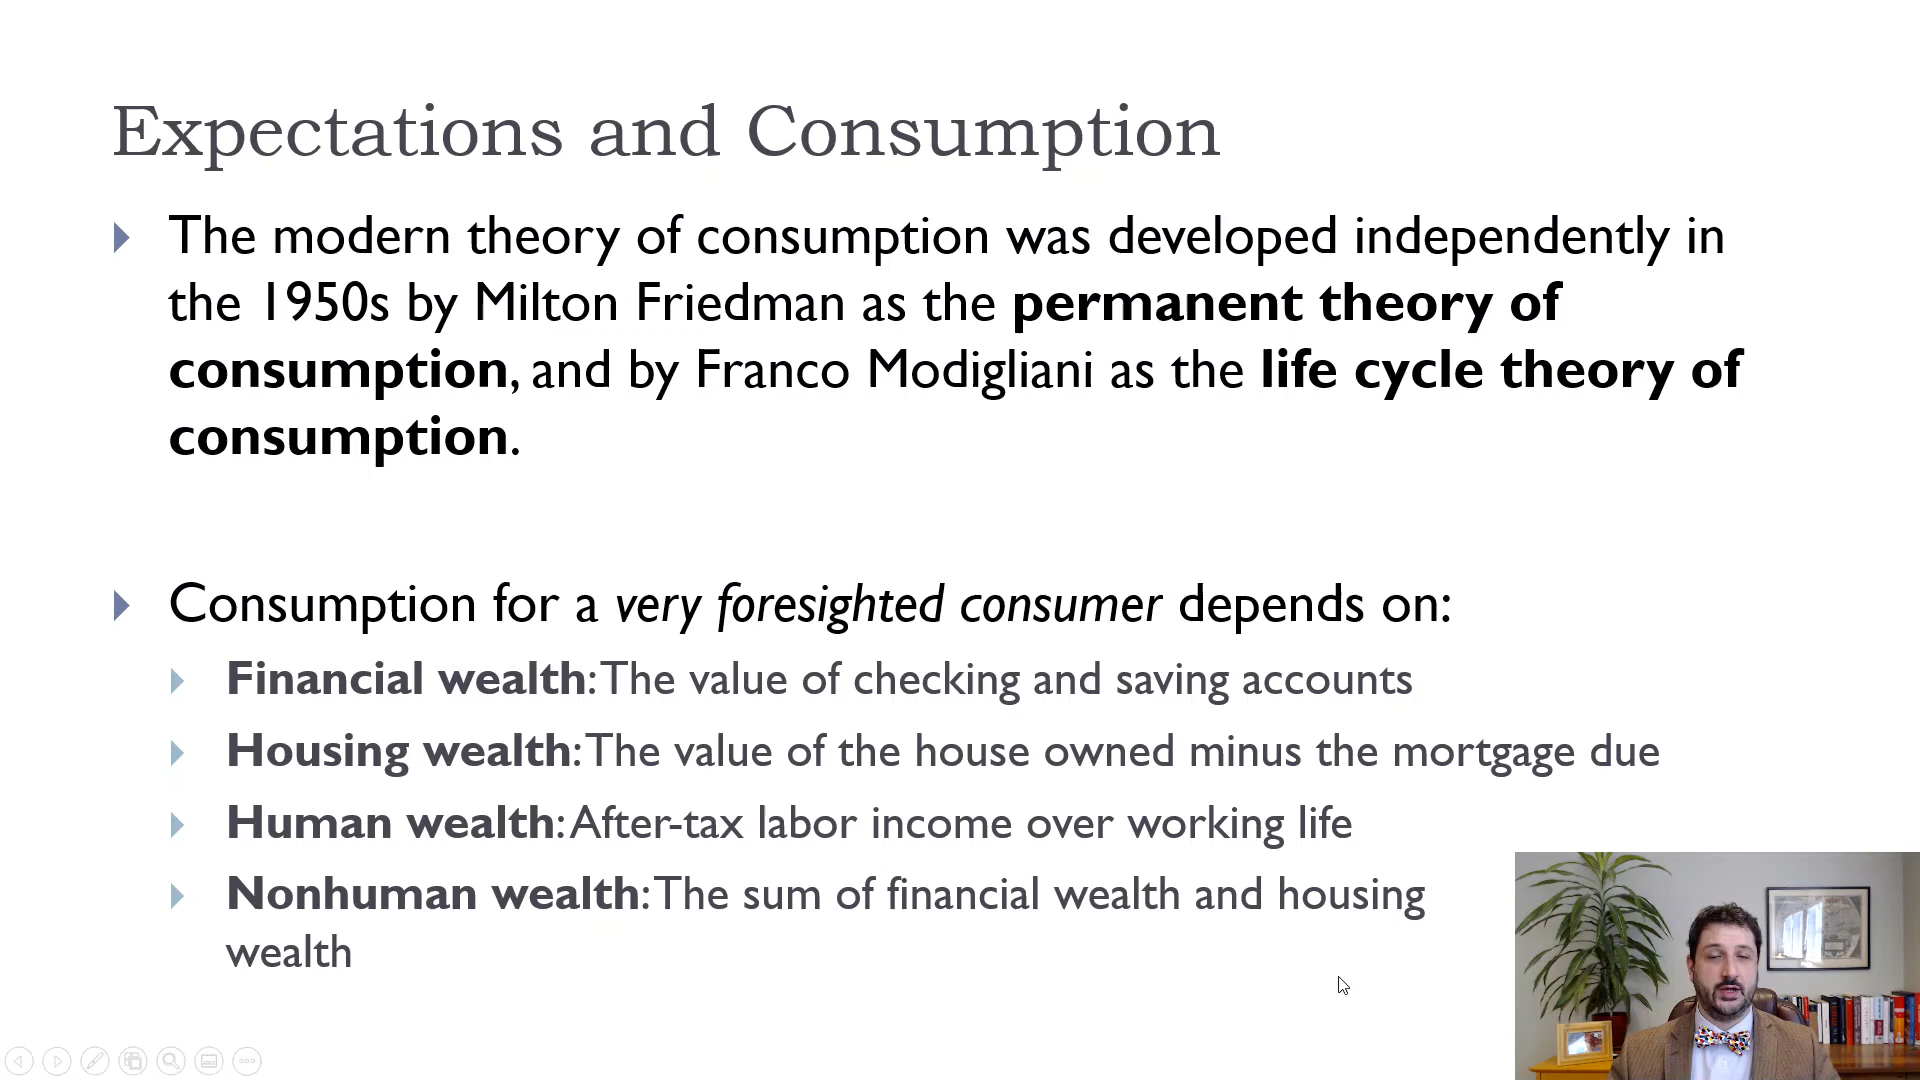 Expectations and Consumption
The modern theory of consumption was developed independently in
the 1950s by Milton Friedman as the permanent theory of
consumption, and by Franco Modigliani as the life cycle theory of
consumption.
Consumption for a very foresighted consumer depends on:
Financial wealth: The value of checking and saving accounts
Housing wealth: The value of the house owned minus the mortgage due
Human wealth: After-tax labor income over working life
Nonhuman wealth: The sum of financial wealth and housing
wealth